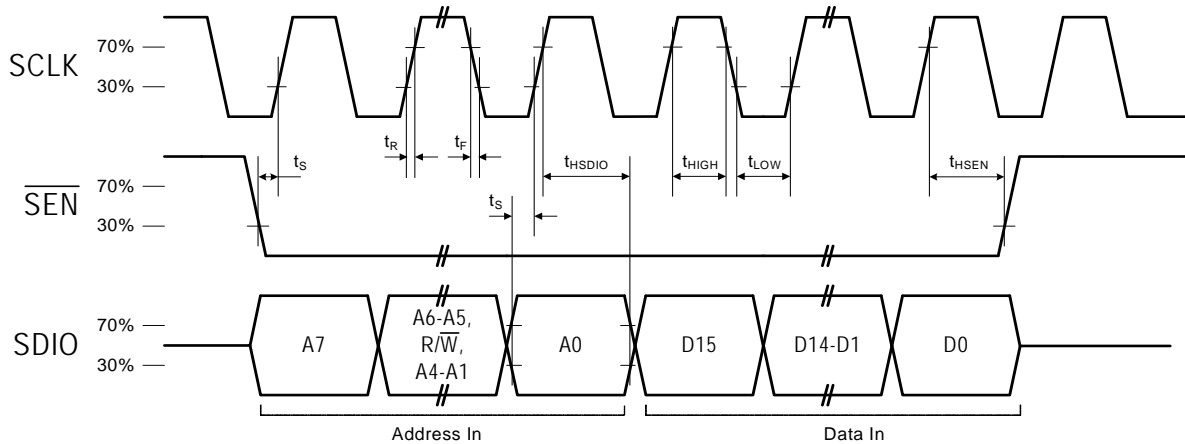 SCLK
70%
30%
tS
tR
tF
tHSDIO
tHIGH
tLOW
tHSEN
tS
S̅E̅N̅
70%
30%
SDIO
70%
30%
A7
A6-A5,
R/W̅,
A4-A1
A0
D15
D14-D1
D0
Address In
Data In